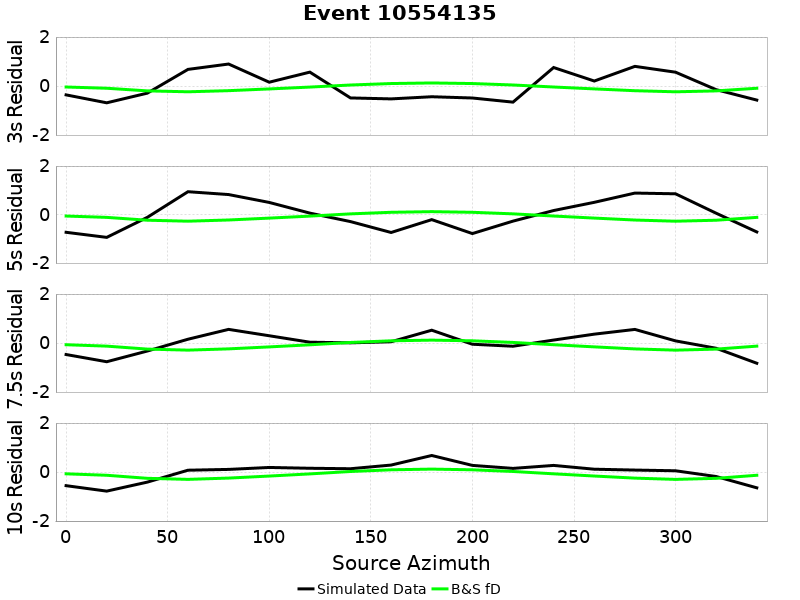 Event 10554135
3s Residual
2
0
-2
5s Residual
2
0
-2
7.5s Residual
2
0
-2
10s Residual
2
0
-2
0 50 100 150 200 250 300
Source Azimuth
Simulated Data B&S fD